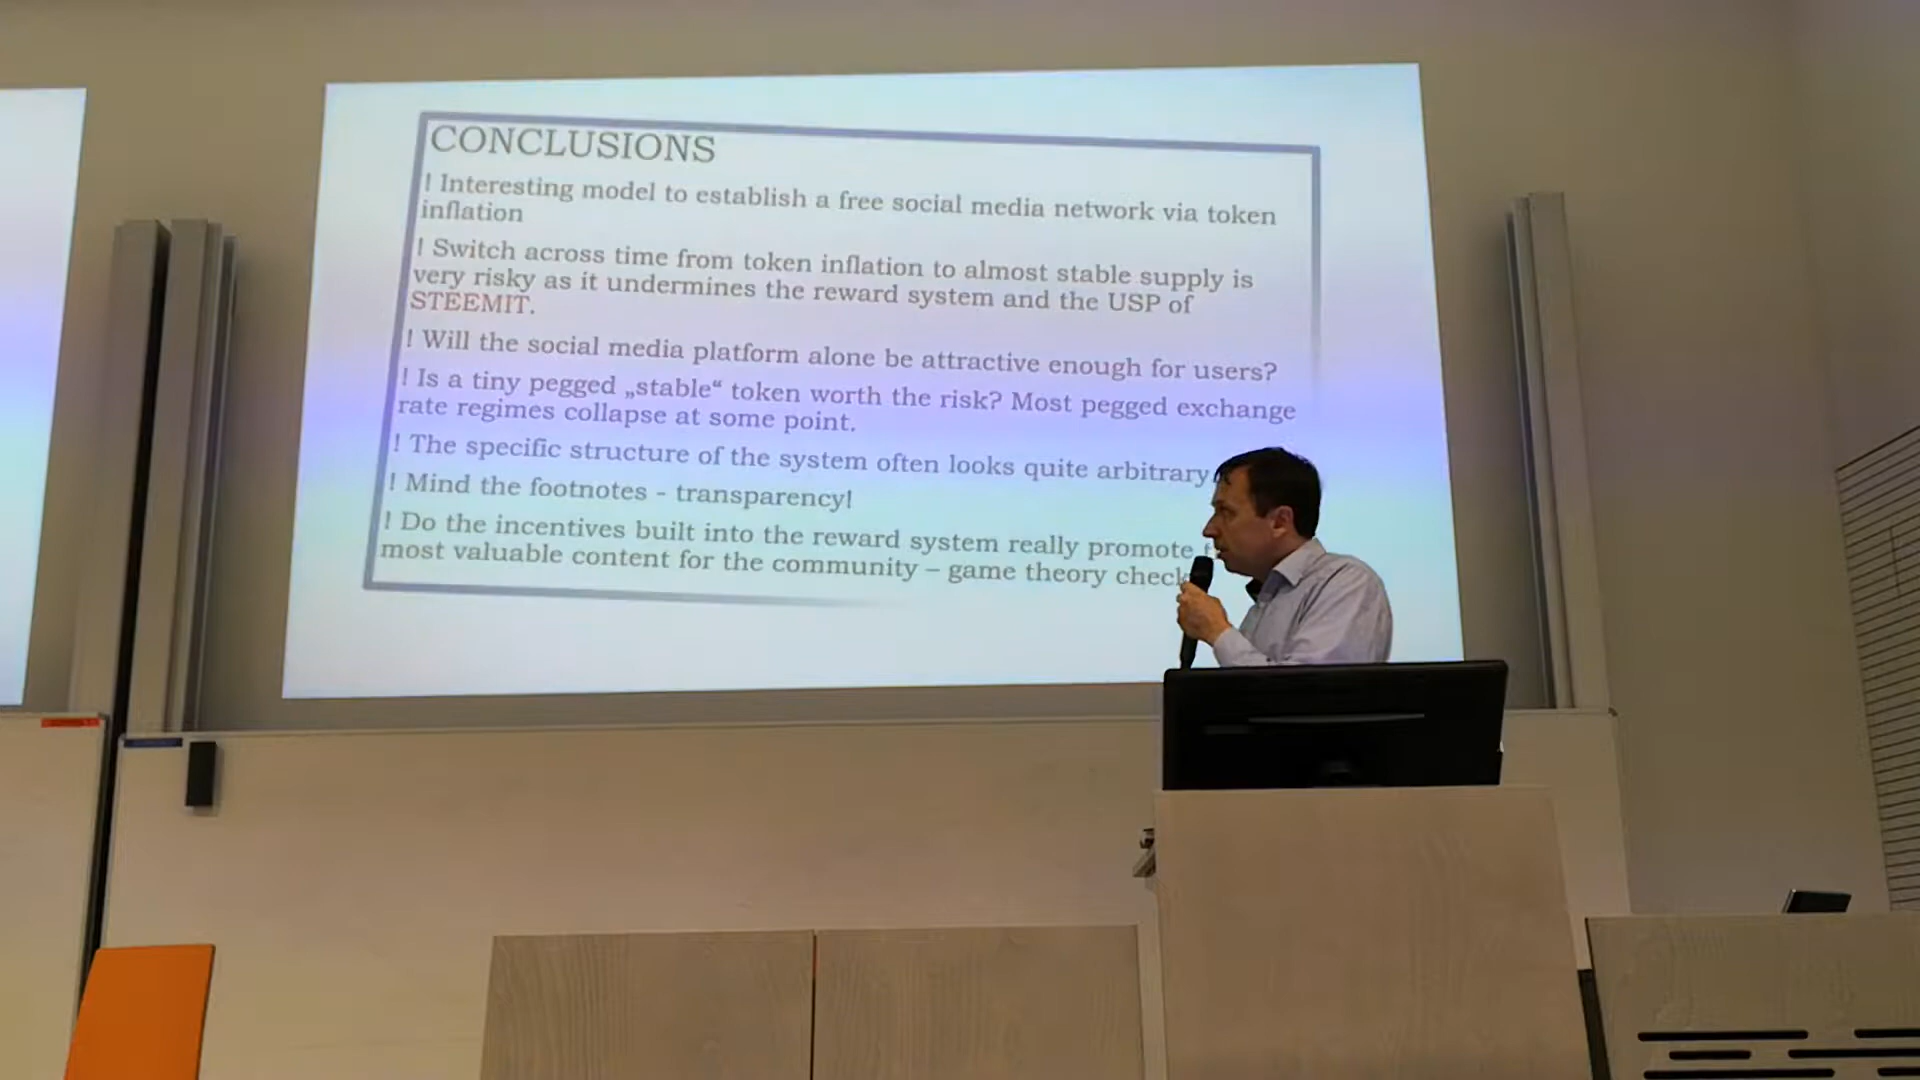 CONCLUSIONS
! Interesting model to establish a free social media network via token
inflation
! Switch across time from token inflation to almost stable supply is
very risky as it undermines the reward system and the USP of
STEEMIT.
! Will the social media platform alone be attractive enough for users?
! Is a tiny pegged „stable“ token worth the risk? Most pegged exchange
rate regimes collapse at some point.
! The specific structure of the system often looks quite arbitrary
! Mind the footnotes - transparency!
! Do the incentives built into the reward system really promote
most valuable content for the community – game theory check